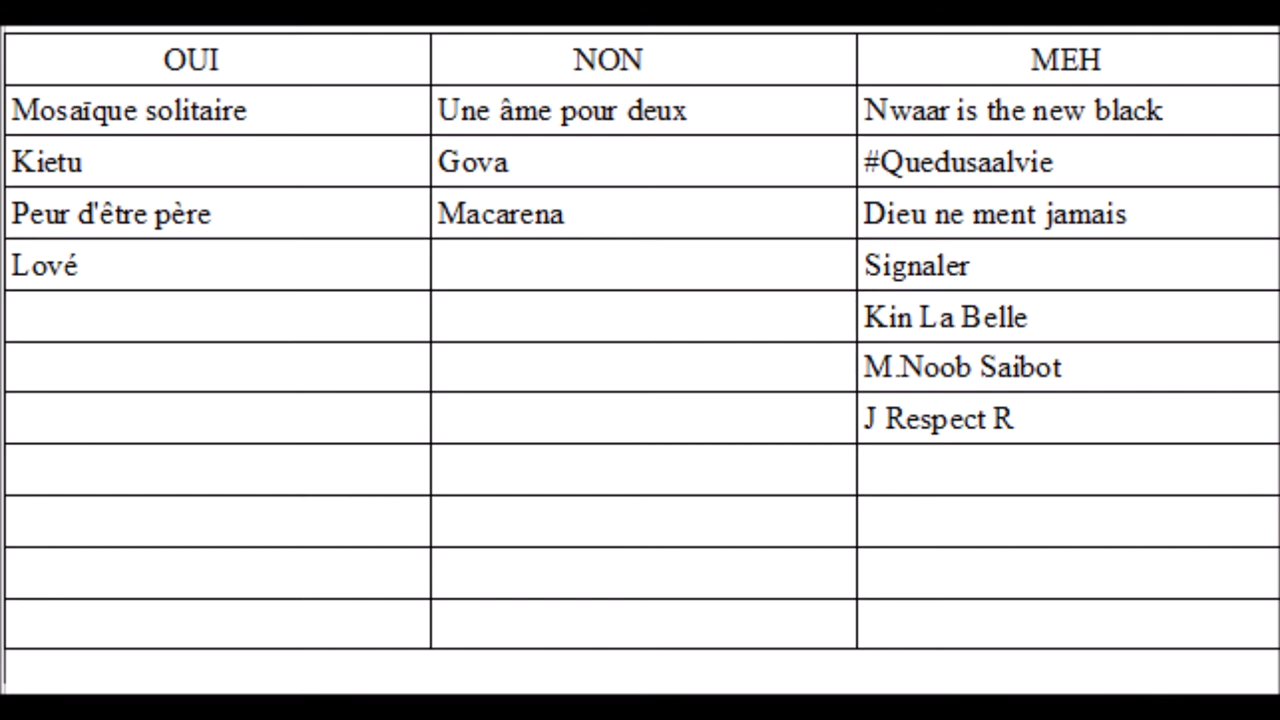 OUI NON MEH
Mosaïque solitaire Une âme pour deux Nwaar is the new black
Kietu Gova #Quedusaalvie
Peur d'être père Macarena Dieu ne ment jamais
Lové Signaler
Kin La Belle
M.Noob Saibot
J Respect R